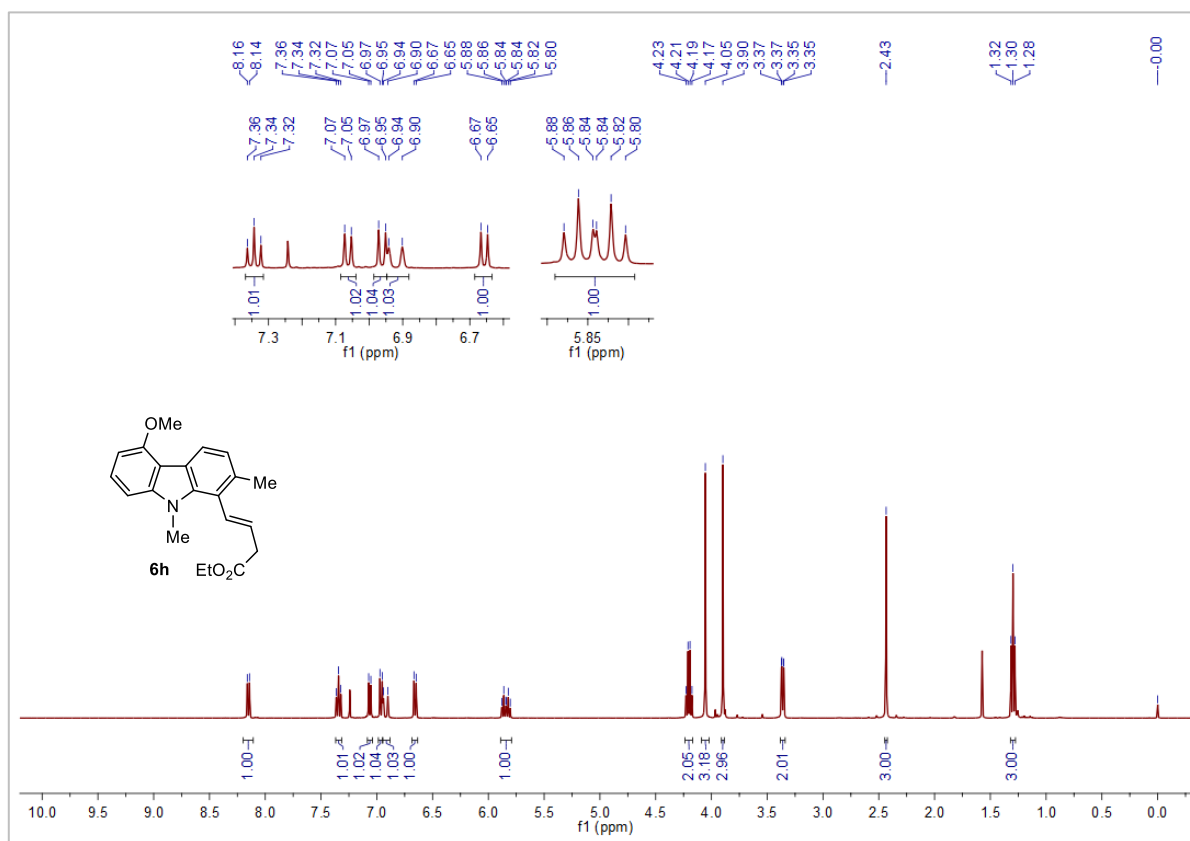 8.16 8.14 7.36 7.34 7.32 7.07 7.05 6.97 6.95 6.94 6.90 6.67 6.65 5.88 5.86 5.84 5.84 5.82 5.80 4.23 4.21 4.19 4.17 4.05 3.90 3.37 3.37 3.35 3.35 2.43 1.32 1.30 1.28 -0.00
7.36 7.34 7.32 7.07 7.05 6.97 6.95 6.94 6.90 6.67 6.65 5.88 5.86 5.84 5.84 5.82 5.80
1.01 1.02 1.04 1.03 1.00 1.00
7.3 7.1 6.9 6.7 5.85
f1 (ppm) f1 (ppm)
OMe
Me
N
Me
6h EtO2C
1.00 1.01 1.02 1.04 1.03 1.00 1.00 2.05 3.18 2.96 2.01 3.00 3.00
10.0 9.5 9.0 8.5 8.0 7.5 7.0 6.5 6.0 5.5 5.0 4.5 4.0 3.5 3.0 2.5 2.0 1.5 1.0 0.5 0.0
f1 (ppm)